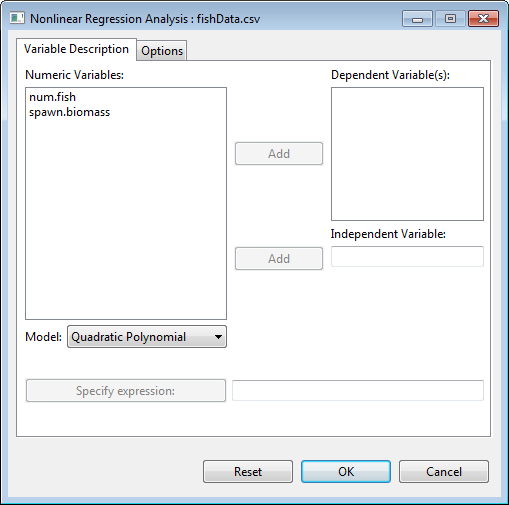 Nonlinear Regression Analysis : fishData.csv
Variable Description
Options
Numeric Variables:
Dependent Variable(s):
num.fish
spawn.biomass
Add
Independent Variable:
Add
Model:
Quadratic Polynomial
Specify expression:
Reset
OK
Cancel